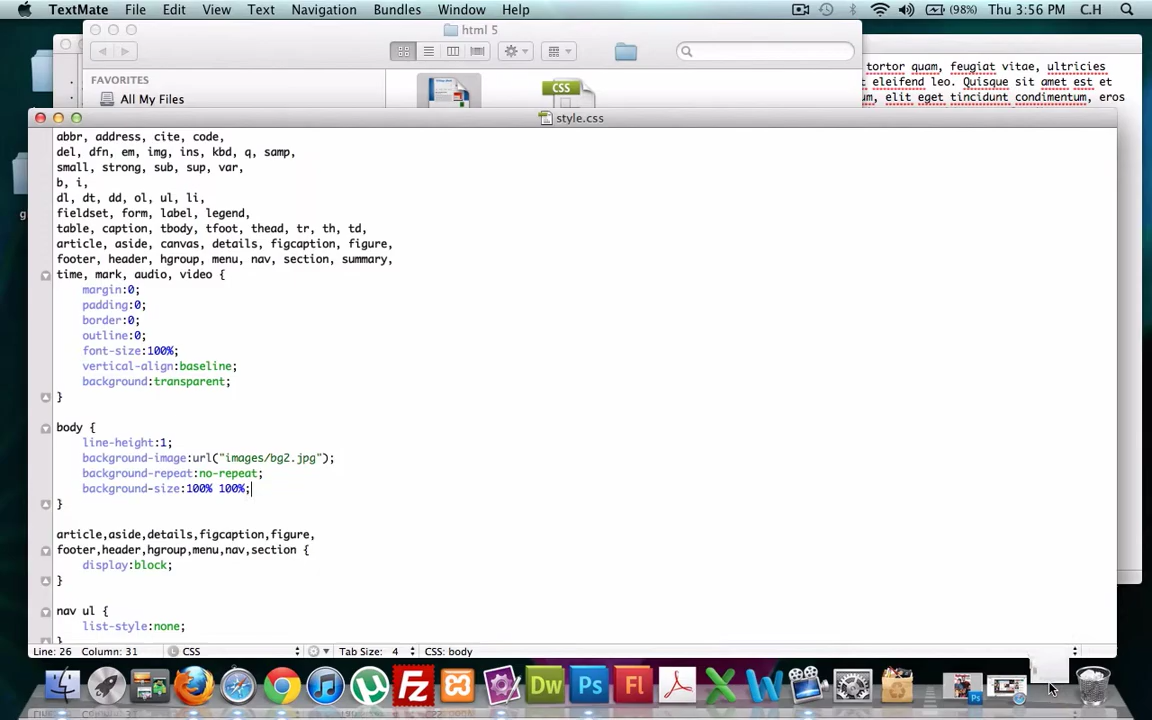 TextMate File Edit View Text Navigation Bundles Window Help (98%) Thu 3:56 PM C.H
html 5
FAVORITES
All My Files
CSS
tortor quam, feugiat vitae, ultricies
eleifend leo. Quisque sit amet est et
, elit eget tincidunt condimentum, eros
style.css
abbr, address, cite, code,
del, dfn, em, img, ins, kbd, q, samp,
small, strong, sub, sup, var,
b, i,
dl, dt, dd, ol, ul, li,
fieldset, form, label, legend,
table, caption, tbody, tfoot, thead, tr, th, td,
article, aside, canvas, details, figcaption, figure,
footer, header, hgroup, menu, nav, section, summary,
time, mark, audio, video {
margin:0;
padding:0;
border:0;
outline:0;
font-size:100%;
vertical-align:baseline;
background:transparent;
}
body {
line-height:1;
background-image:url("images/bg2.jpg");
background-repeat:no-repeat;
background-size:100% 100%;
}
article,aside,details,figcaption,figure,
footer,header,hgroup,menu,nav,section {
display:block;
}
nav ul {
list-style:none;
}
Line: 26 Column: 31 CSS Tab Size: 4 CSS: body
Fz Dw Ps Fl X W Ps